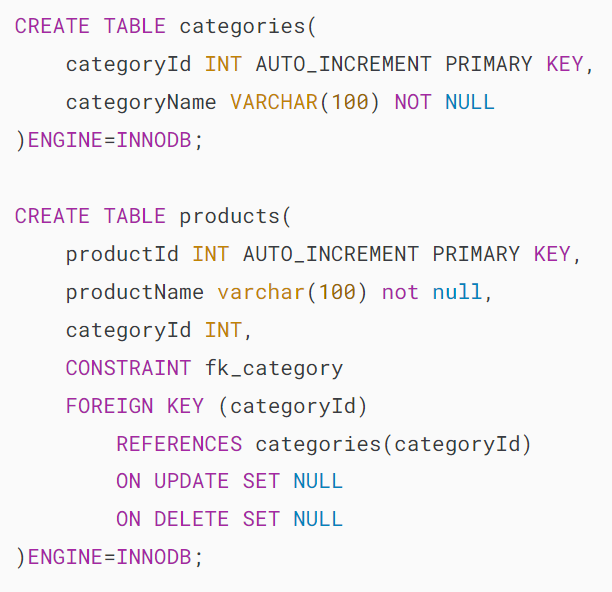 CREATE TABLE categories(
    categoryId INT AUTO_INCREMENT PRIMARY KEY,
    categoryName VARCHAR(100) NOT NULL
)ENGINE=INNODB;

CREATE TABLE products(
    productId INT AUTO_INCREMENT PRIMARY KEY,
    productName varchar(100) not null,
    categoryId INT,
    CONSTRAINT fk_category
    FOREIGN KEY (categoryId)
        REFERENCES categories(categoryId)
        ON UPDATE SET NULL
        ON DELETE SET NULL
)ENGINE=INNODB;